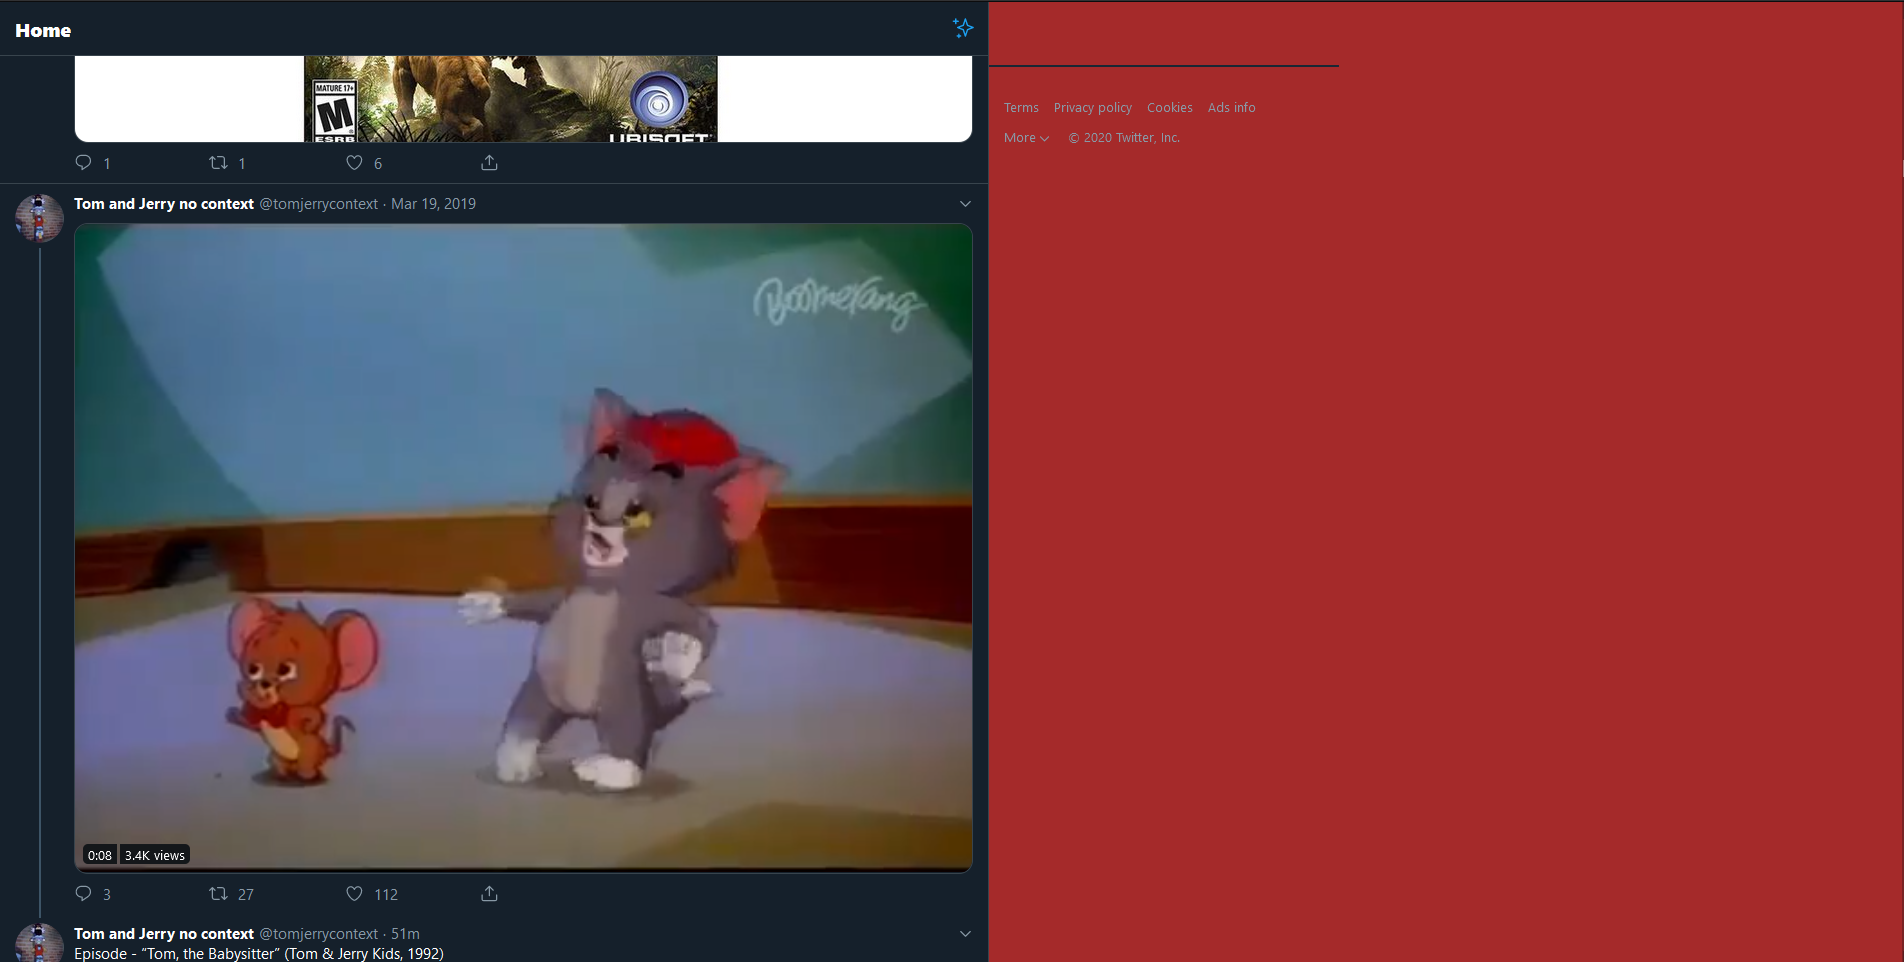 Home
MATURE 17+
M
ESRB
UBISOFT
1 1 6
Tom and Jerry no context @tomjerrycontext · Mar 19, 2019
Boomerang
0:08 3.4K views
3 27 112
Tom and Jerry no context @tomjerrycontext · 51m
Episode - “Tom, the Babysitter” (Tom & Jerry Kids, 1992)
Terms Privacy policy Cookies Ads info
More © 2020 Twitter, Inc.